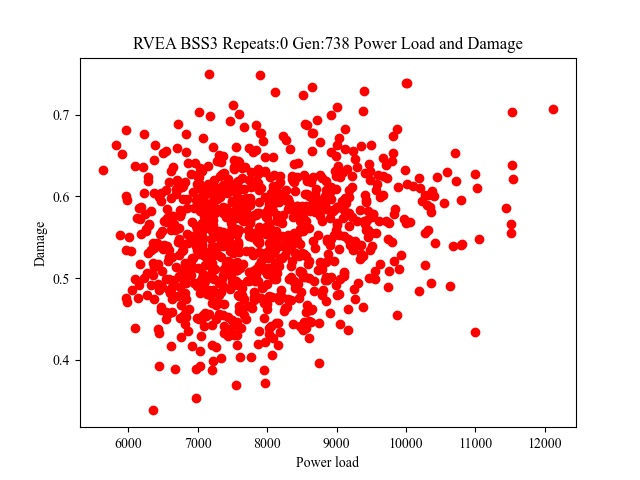 RVEA BSS3 Repeats:0 Gen:738 Power Load and Damage
0.7
0.6
0.5
0.4
Damage
6000 7000 8000 9000 10000 11000 12000
Power load